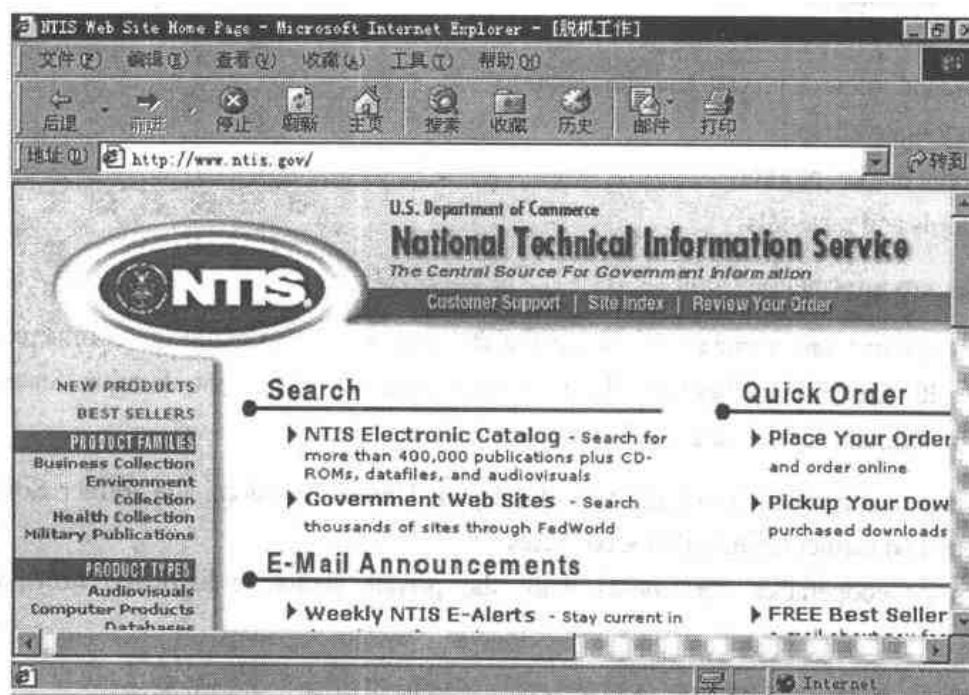 NTIS Web Site Home Page - Microsoft Internet Explorer - [脱机工作]
文件(F) 编辑(E) 查看(V) 收藏(A) 工具(T) 帮助(H)
后退 前进 停止 刷新 主页 搜索 收藏 历史 邮件 打印
地址(D) http://www.ntis.gov/ 转到
U.S. Department of Commerce
National Technical Information Service
The Central Source For Government Information
NTIS.
Customer Support | Site Index | Review Your Order
NEW PRODUCTS
BEST SELLERS
PRODUCT FAMILIES
Business Collection
Environment
Collection
Health Collection
Military Publications
PRODUCT TYPES
Audiovisuals
Computer Products
Databases
Search
NTIS Electronic Catalog - Search for
more than 400,000 publications plus CD-
ROMs, datafiles, and audiovisuals
Government Web Sites - Search
thousands of sites through FedWorld
E-Mail Announcements
Weekly NTIS E-Alerts - Stay current in
Quick Order
Place Your Order
and order online
Pickup Your Dow
purchased downloads
FREE Best Seller
Internet